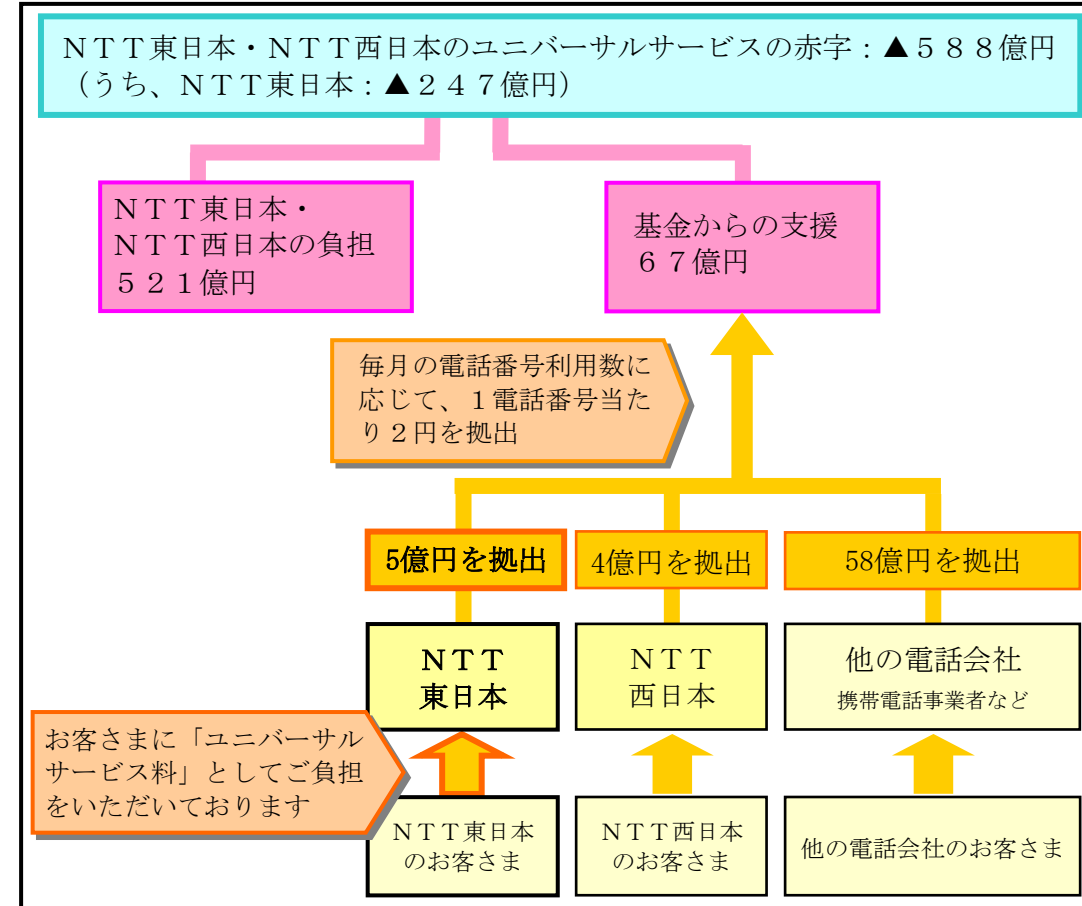 NTT東日本・NTT西日本のユニバーサルサービスの赤字：▲588億円
（うち、NTT東日本：▲247億円）
NTT東日本・
NTT西日本の負担
521億円
基金からの支援
67億円
毎月の電話番号利用数に
応じて、1電話番号当た
り2円を拠出
5億円を拠出
4億円を拠出
58億円を拠出
NTT
東日本
NTT
西日本
他の電話会社
携帯電話事業者など
お客さまに「ユニバーサル
サービス料」としてご負担
をいただいております
NTT東日本
のお客さま
NTT西日本
のお客さま
他の電話会社のお客さま